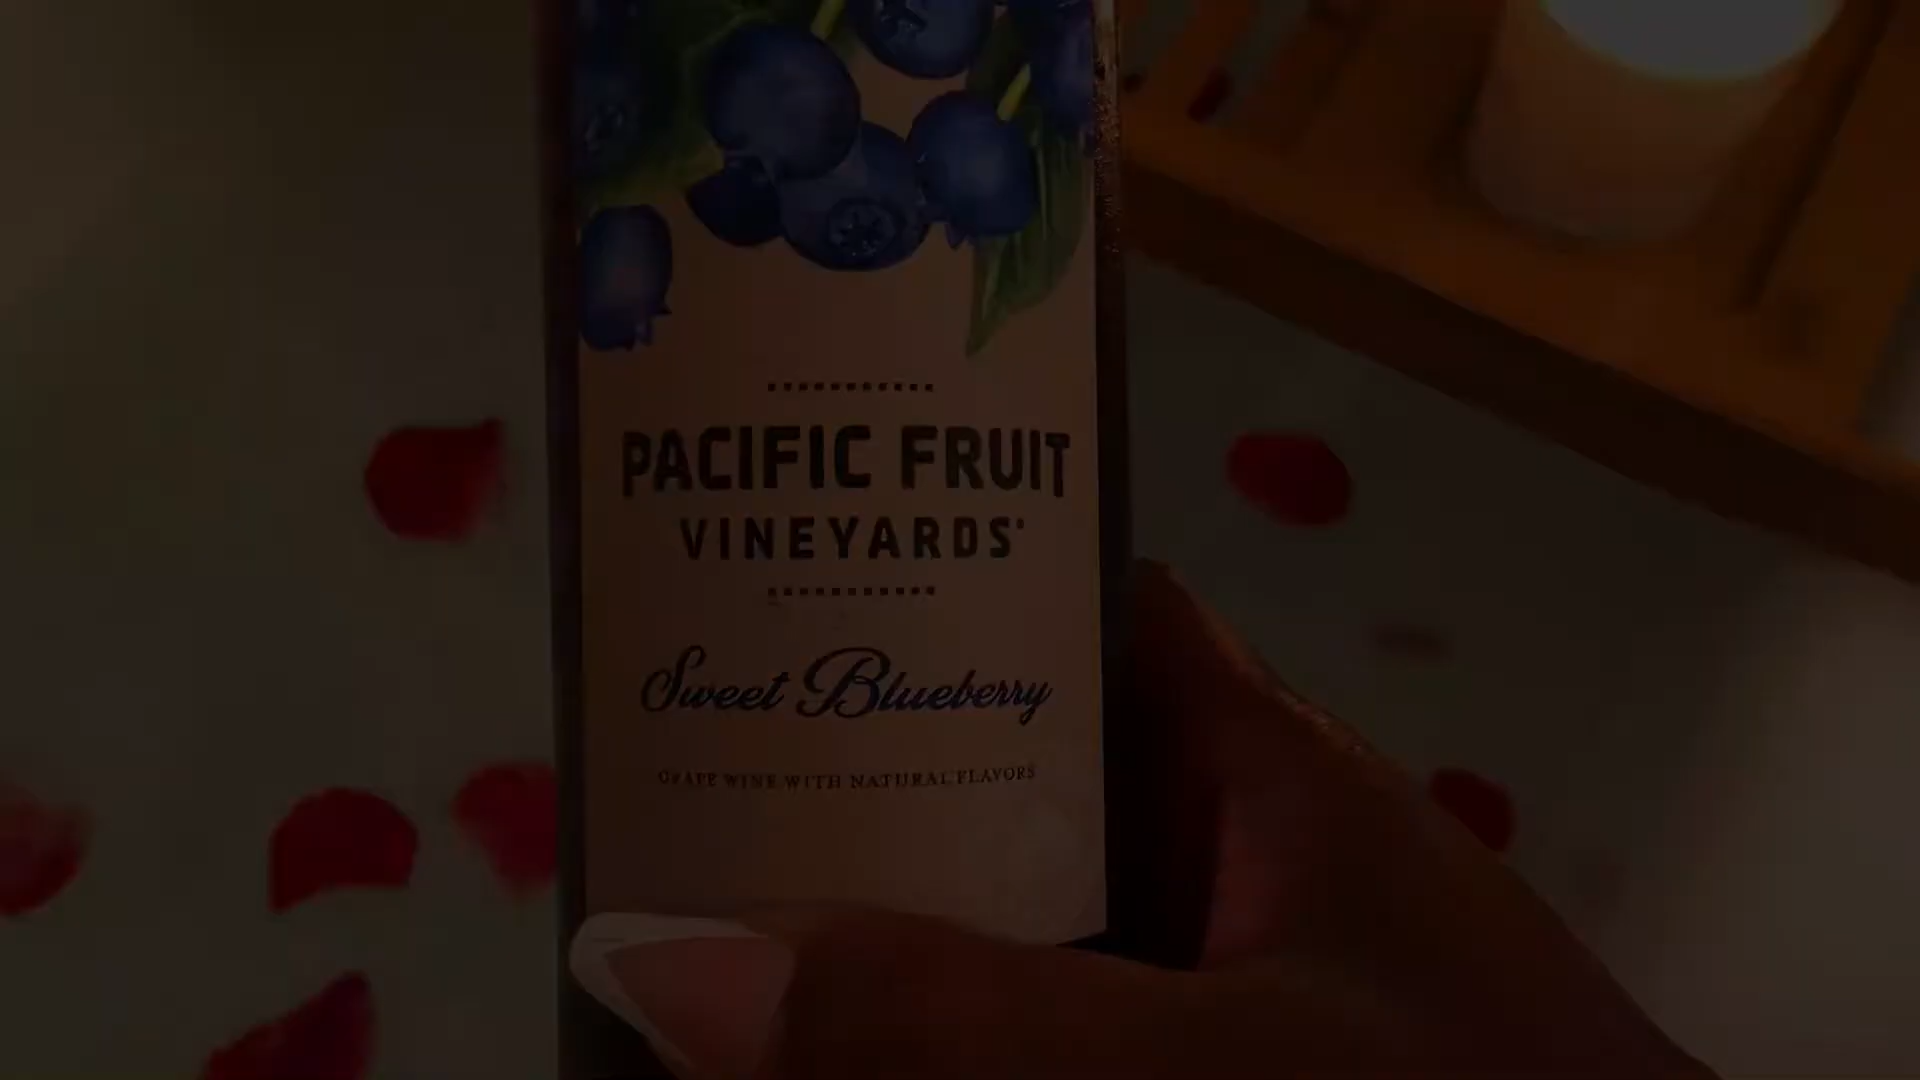 PACIFIC FRUIT
VINEYARDS®
Sweet Blueberry
GRAPE WINE WITH NATURAL FLAVORS